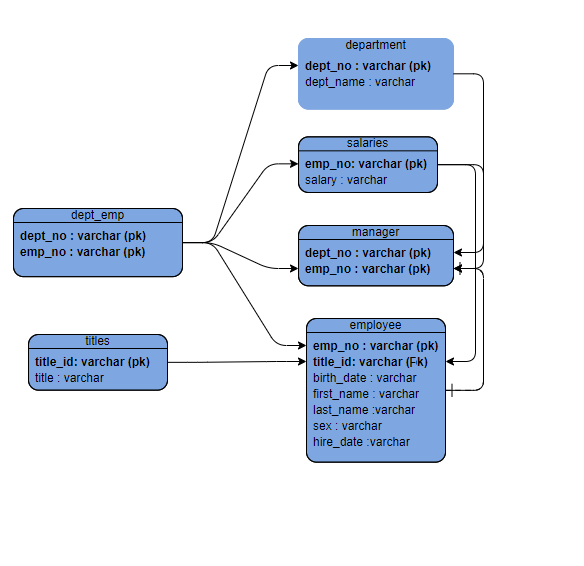 department
dept_no : varchar (pk)
dept_name : varchar
salaries
emp_no: varchar (pk)
salary : varchar
dept_emp
dept_no : varchar (pk)
emp_no : varchar (pk)
manager
dept_no : varchar (pk)
emp_no : varchar (pk)
titles
title_id: varchar (pk)
title : varchar
employee
emp_no : varchar (pk)
title_id: varchar (Fk)
birth_date : varchar
first_name : varchar
last_name :varchar
sex : varchar
hire_date :varchar